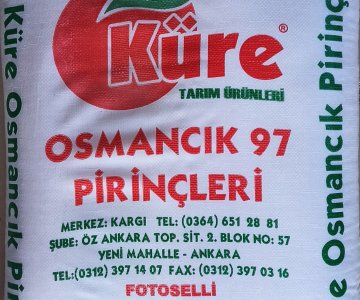 Küre®
TARIM ÜRÜNLERİ
OSMANCIK 97
PİRİNÇLERİ
MERKEZ: KARGI TEL: (0364) 651 28 81
ŞUBE: ÖZ ANKARA TOP. SİT. 2. BLOK NO: 57
YENİ MAHALLE - ANKARA
TEL:(0312) 397 14 07 FAX: (0312) 397 03 16
FOTOSELLİ
Küre Osmancık Pi
re Osmancık Pirinç